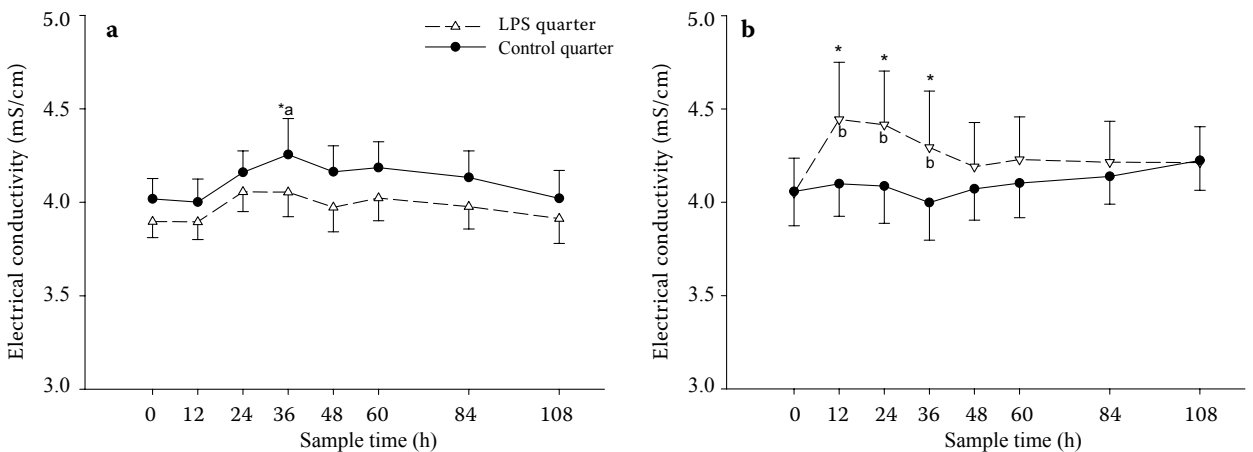 a
LPS quarter
Control quarter
5.0
4.5
4.0
3.5
3.0
Electrical conductivity (mS/cm)
*a
0 12 24 36 48 60 84 108
Sample time (h)
b
5.0
4.5
4.0
3.5
3.0
Electrical conductivity (mS/cm)
* * *
b b b
0 12 24 36 48 60 84 108
Sample time (h)